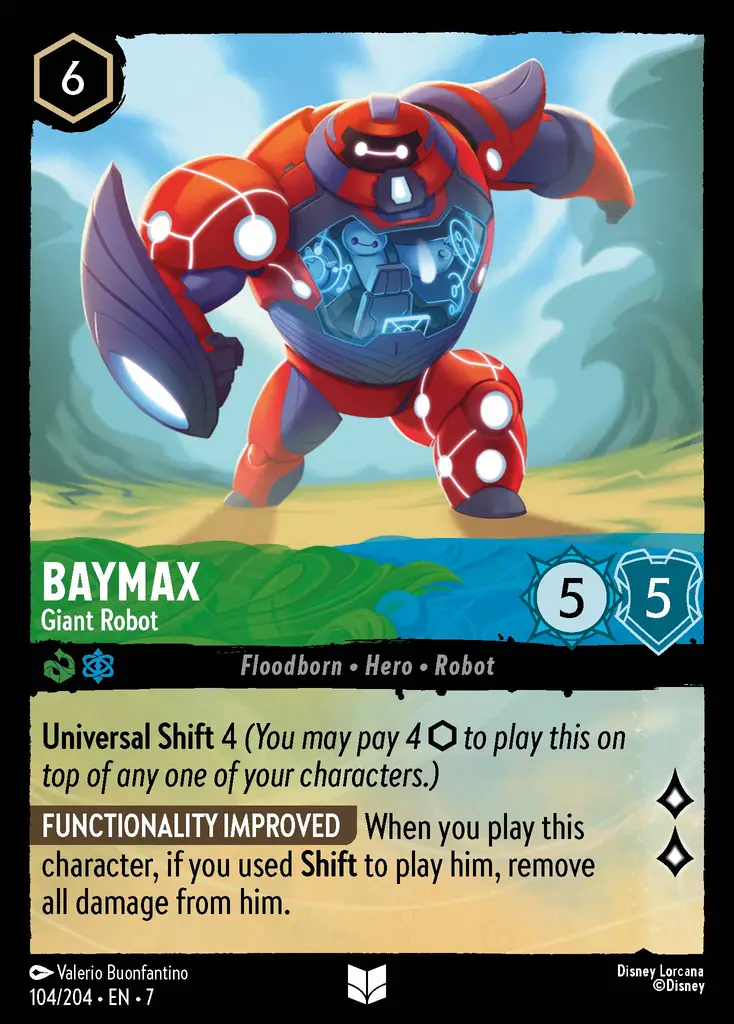 6
BAYMAX
Giant Robot
5 5
Floodborn • Hero • Robot
Universal Shift 4 (You may pay 4 ⬡ to play this on
top of any one of your characters.)
FUNCTIONALITY IMPROVED When you play this
character, if you used Shift to play him, remove
all damage from him.
Valerio Buonfantino
104/204 • EN • 7
Disney Lorcana
©Disney